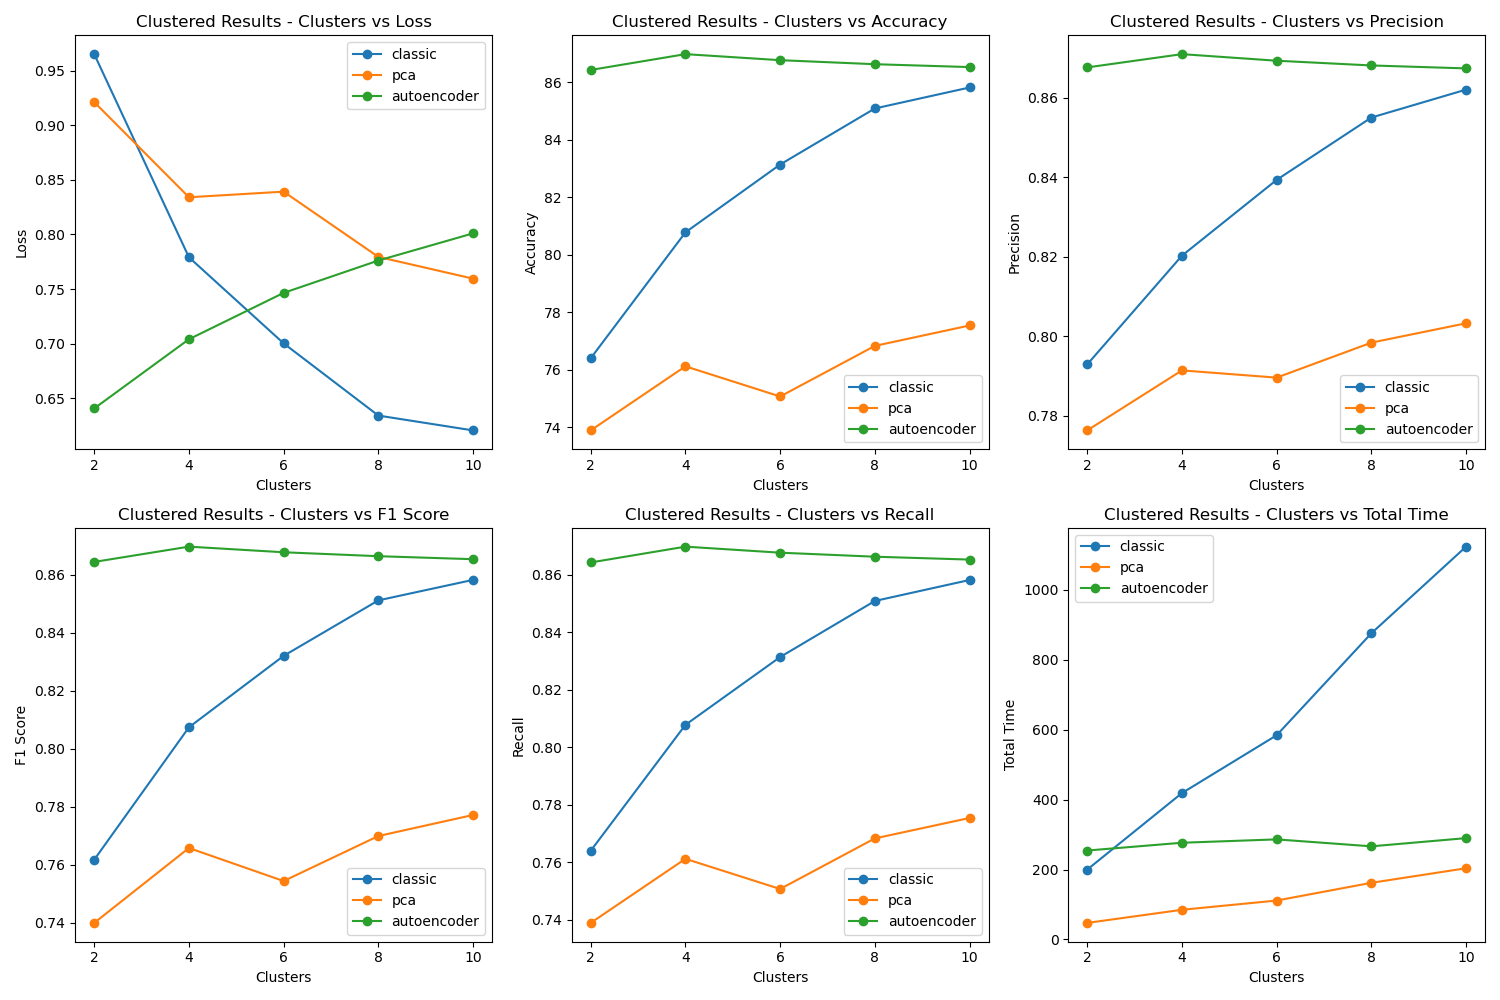 Clustered Results - Clusters vs Loss
Loss
0.95
0.90
0.85
0.80
0.75
0.70
0.65
2 4 6 8 10
Clusters
classic
pca
autoencoder
Clustered Results - Clusters vs Accuracy
Accuracy
86
84
82
80
78
76
74
2 4 6 8 10
Clusters
classic
pca
autoencoder
Clustered Results - Clusters vs Precision
Precision
0.86
0.84
0.82
0.80
0.78
2 4 6 8 10
Clusters
classic
pca
autoencoder
Clustered Results - Clusters vs F1 Score
F1 Score
0.86
0.84
0.82
0.80
0.78
0.76
0.74
2 4 6 8 10
Clusters
classic
pca
autoencoder
Clustered Results - Clusters vs Recall
Recall
0.86
0.84
0.82
0.80
0.78
0.76
0.74
2 4 6 8 10
Clusters
classic
pca
autoencoder
Clustered Results - Clusters vs Total Time
Total Time
1000
800
600
400
200
0
2 4 6 8 10
Clusters
classic
pca
autoencoder